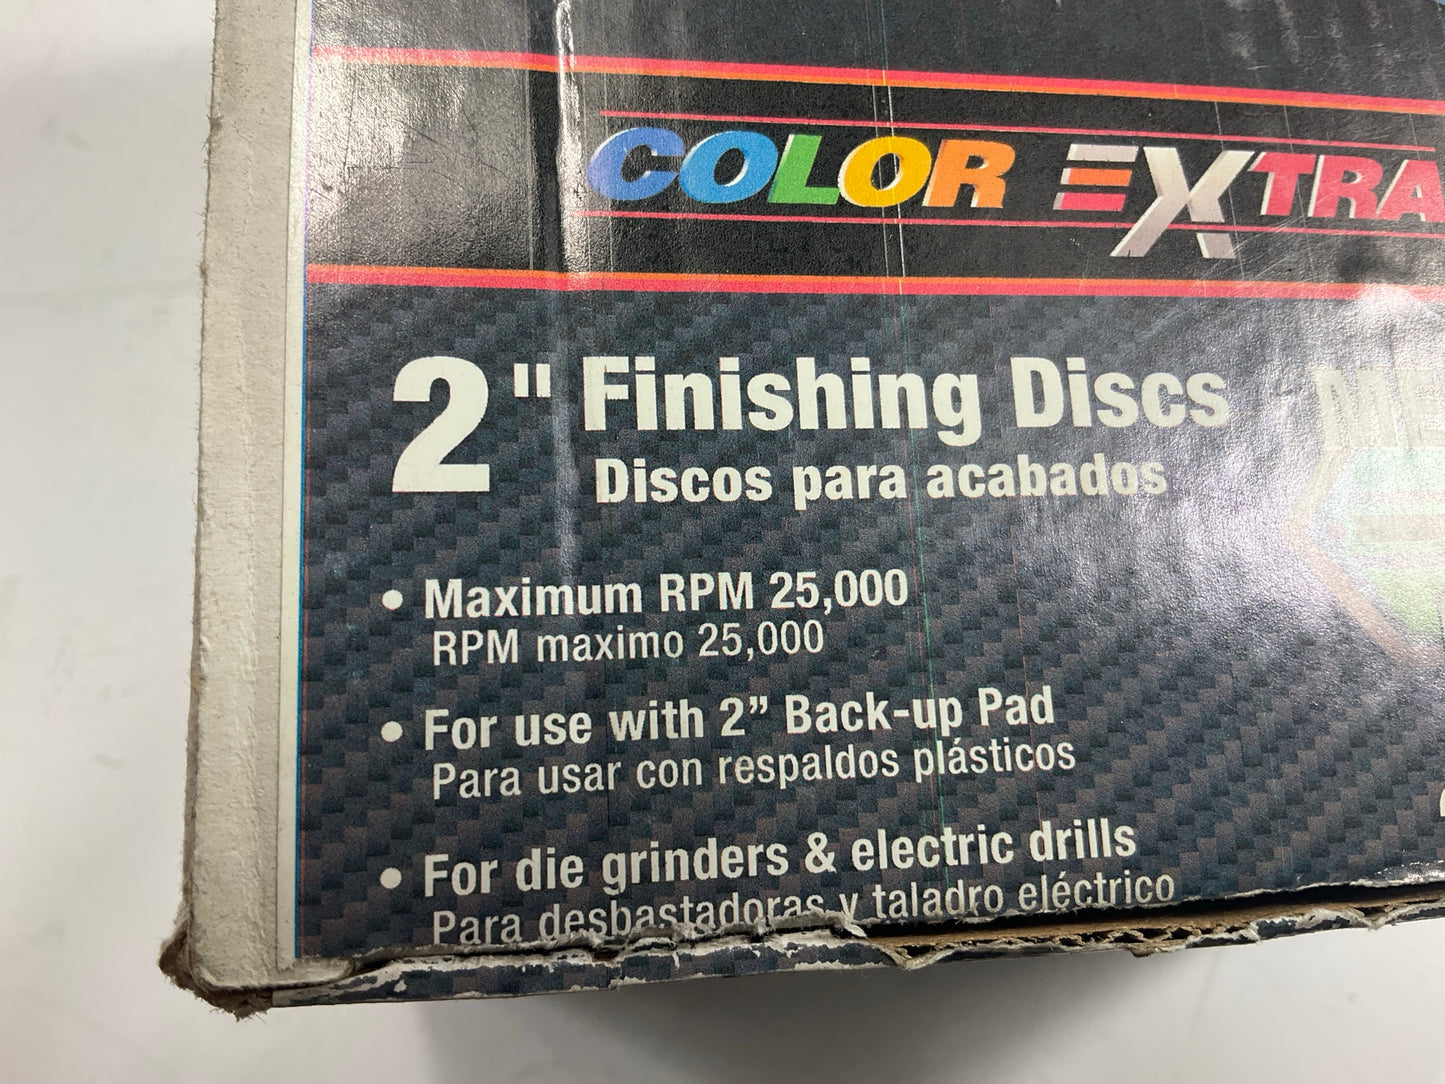 COLOR EXTRA
2" Finishing Discs
Discos para acabados
• Maximum RPM 25,000
RPM maximo 25,000
• For use with 2” Back-up Pad
Para usar con respaldos plásticos
• For die grinders & electric drills
Para desbastadoras y taladro eléctrico